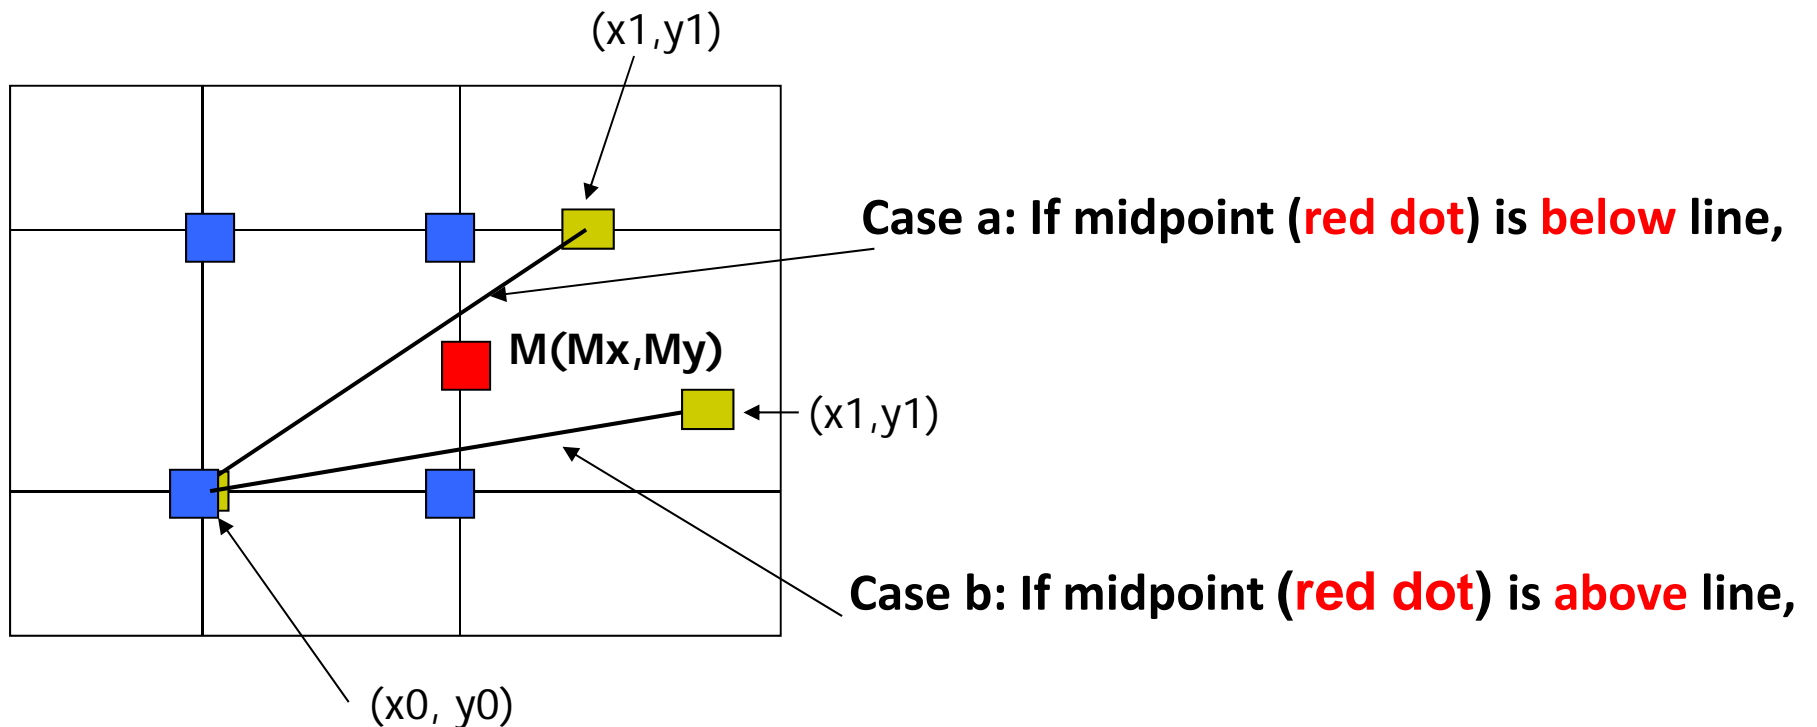 (x1,y1)
Case a: If midpoint (red dot) is below line,
M(Mx,My)
(x1,y1)
Case b: If midpoint (red dot) is above line,
(x0, y0)